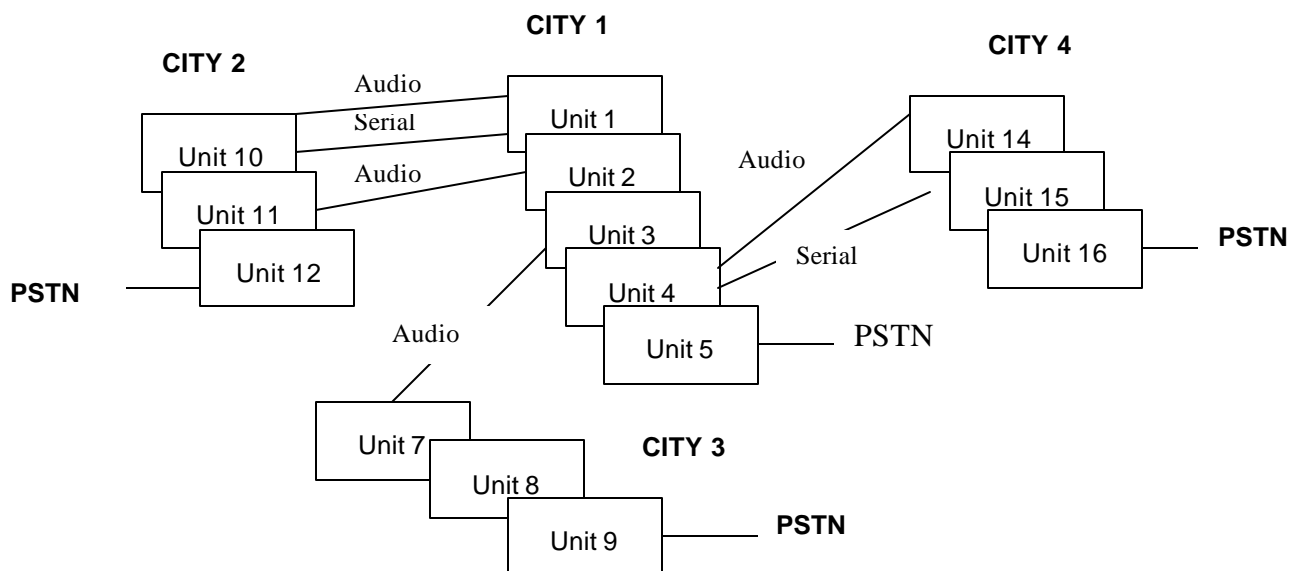 CITY 1
CITY 4
CITY 2
Audio
Serial
Unit 1
Unit 10
Audio
Unit 2
Unit 11
Unit 3
Unit 12
PSTN
Audio
Unit 14
Unit 15
Unit 16
PSTN
Serial
Unit 4
Unit 5
PSTN
Audio
Unit 7
CITY 3
Unit 8
Unit 9
PSTN